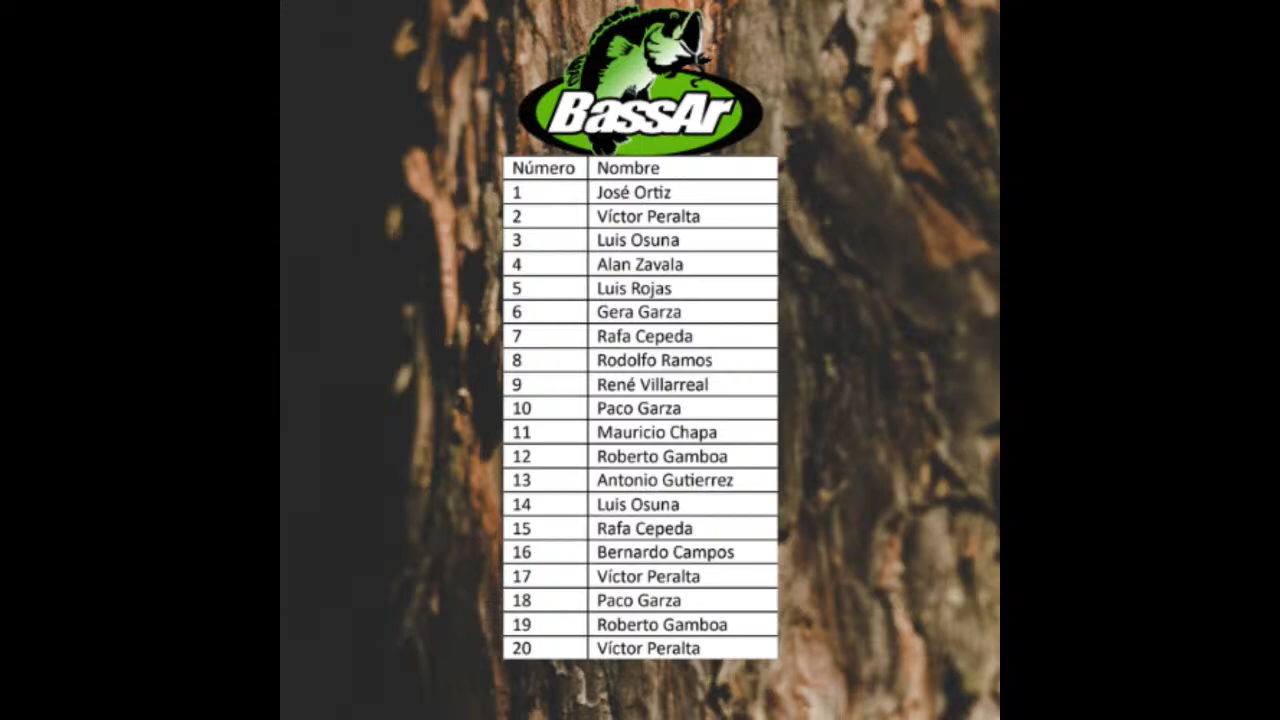 BassAr
Número Nombre
1 José Ortiz
2 Víctor Peralta
3 Luis Osuna
4 Alan Zavala
5 Luis Rojas
6 Gera Garza
7 Rafa Cepeda
8 Rodolfo Ramos
9 René Villarreal
10 Paco Garza
11 Mauricio Chapa
12 Roberto Gamboa
13 Antonio Gutierrez
14 Luis Osuna
15 Rafa Cepeda
16 Bernardo Campos
17 Víctor Peralta
18 Paco Garza
19 Roberto Gamboa
20 Víctor Peralta